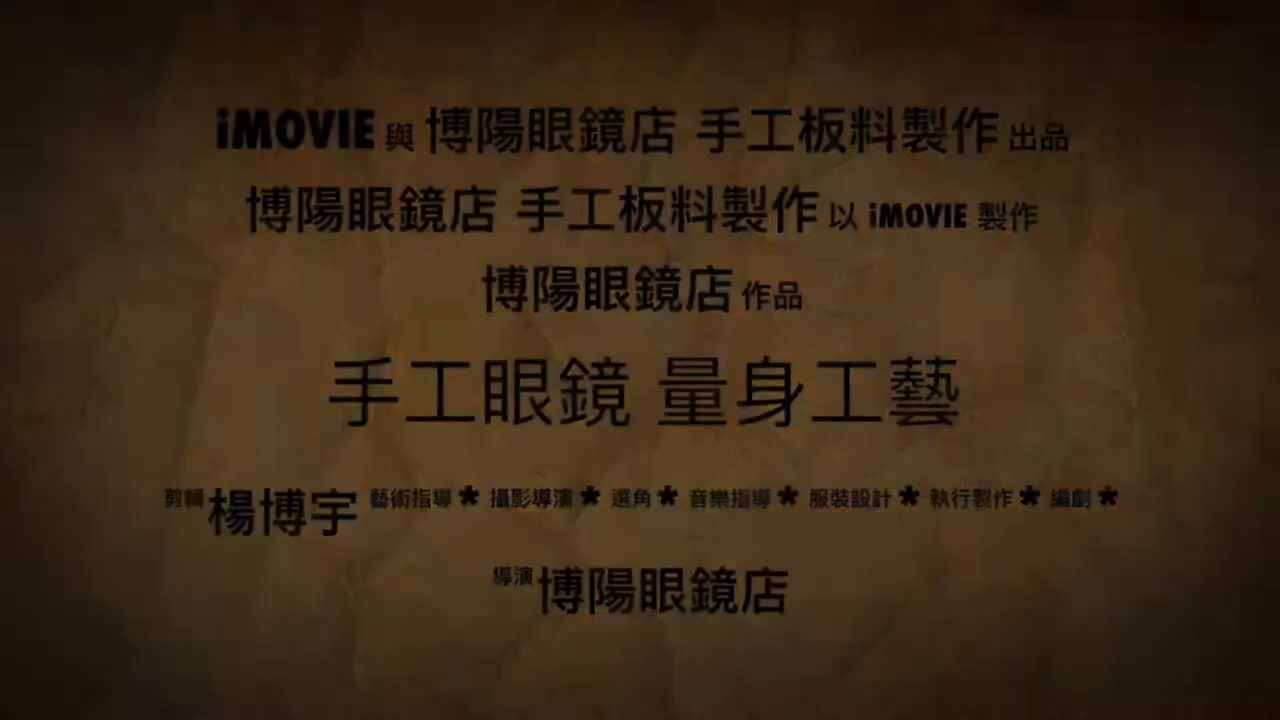 iMOVIE 與 博陽眼鏡店 手工板料製作 出品
博陽眼鏡店 手工板料製作 以 iMOVIE 製作
博陽眼鏡店 作品
手工眼鏡 量身工藝
剪輯 楊博宇 藝術指導 * 攝影導演 * 選角 * 音樂指導 * 服裝設計 * 執行製作 * 編劇 *
導演 博陽眼鏡店